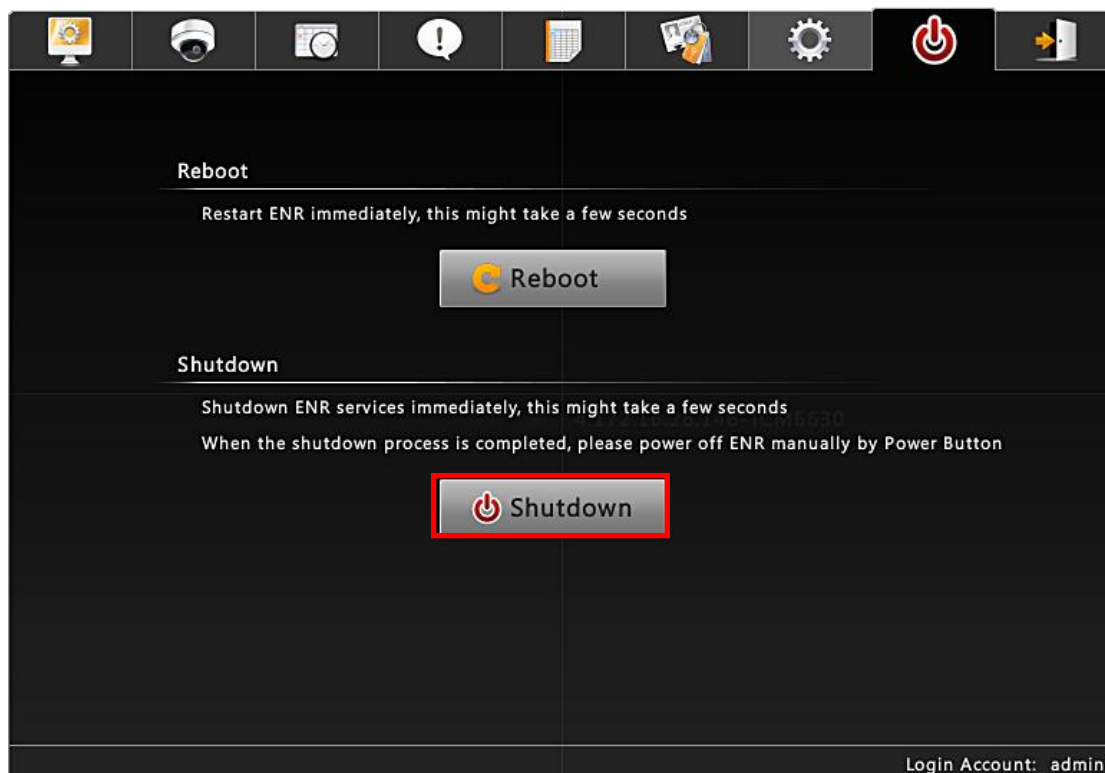 Reboot
Restart ENR immediately, this might take a few seconds
Reboot
Shutdown
Shutdown ENR services immediately, this might take a few seconds
When the shutdown process is completed, please power off ENR manually by Power Button
Shutdown
Login Account: admin